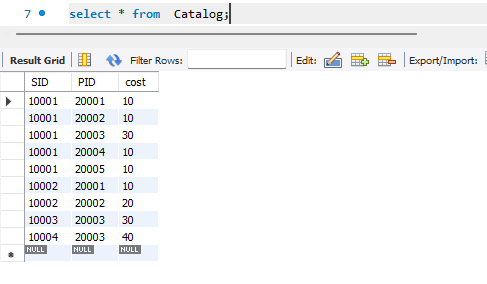 7 select * from Catalog;
Result Grid Filter Rows: Edit: Export/Import:
SID PID cost
10001 20001 10
10001 20002 10
10001 20003 30
10001 20004 10
10001 20005 10
10002 20001 10
10002 20002 20
10003 20003 30
10004 20003 40
NULL NULL NULL